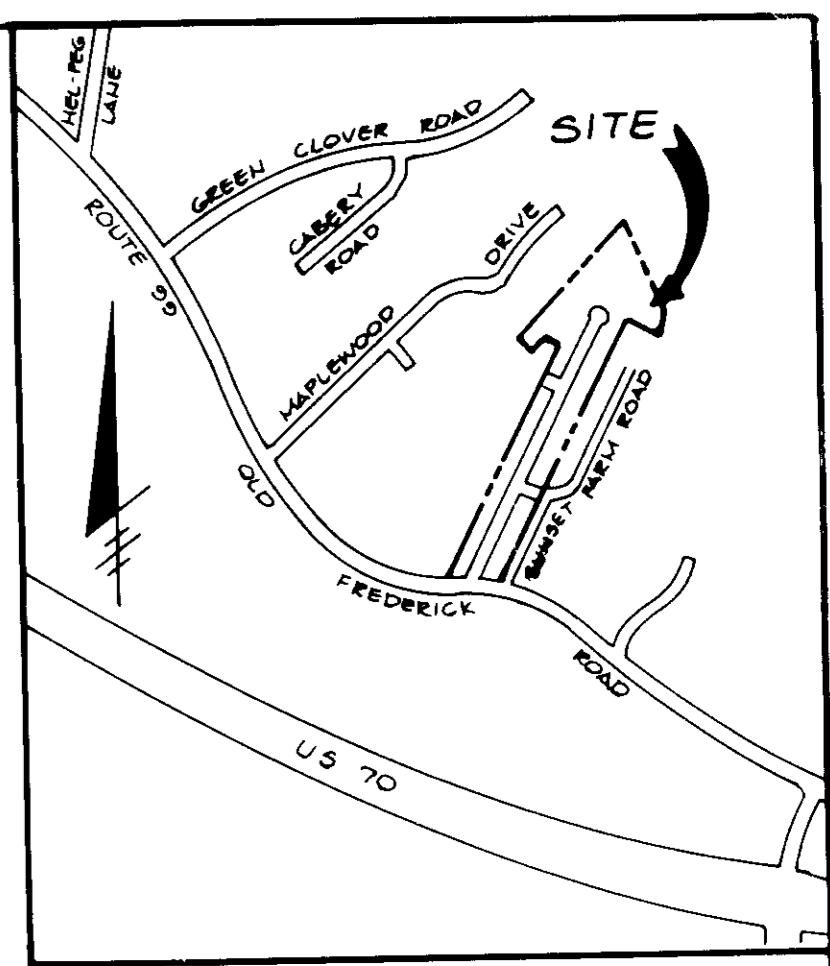 HEL-PEG
LANE
GREEN CLOVER ROAD
SITE
CABERY
ROAD
ROUTE 99
MAPLEWOOD DRIVE
SUNSET FARM ROAD
OLD FREDERICK ROAD
US 70